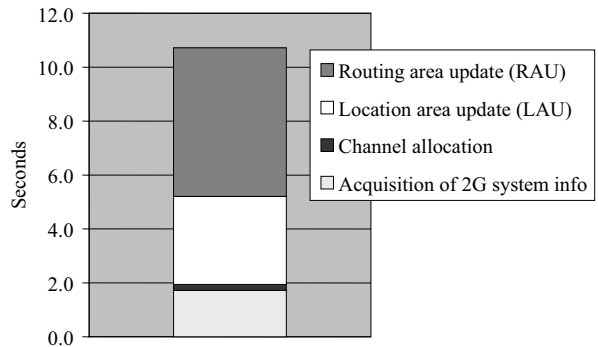 12.0
10.0
8.0
6.0
4.0
2.0
0.0
Seconds
Routing area update (RAU)
Location area update (LAU)
Channel allocation
Acquisition of 2G system info